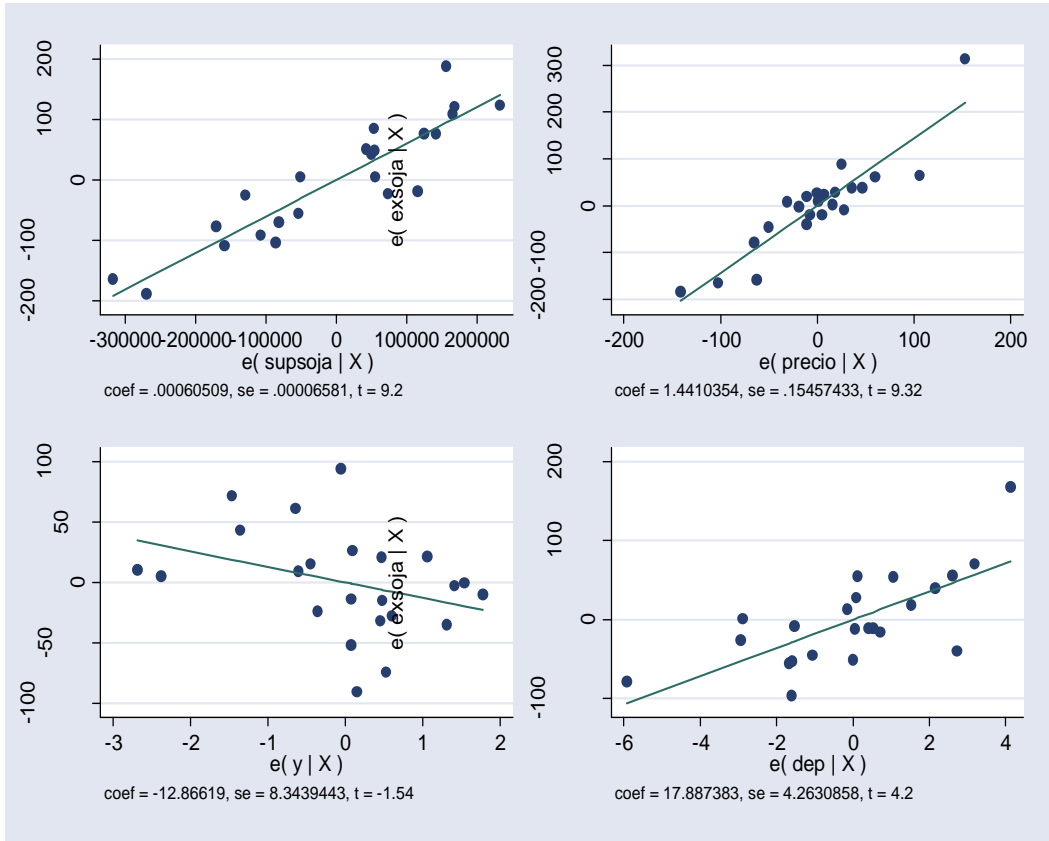 200
100
0
-100
-200
-300000-200000-100000 0 100000 200000
e( supsoja | X )
coef = .00060509, se = .00006581, t = 9.2
e( exsoja | X )
300
200
100
0
-100
-200
-200 -100 0 100 200
e( precio | X )
coef = 1.4410354, se = .15457433, t = 9.32
100
50
0
-50
-100
-3 -2 -1 0 1 2
e( y | X )
coef = -12.86619, se = 8.3439443, t = -1.54
e( exsoja | X )
200
100
0
-100
-6 -4 -2 0 2 4
e( dep | X )
coef = 17.887383, se = 4.2630858, t = 4.2